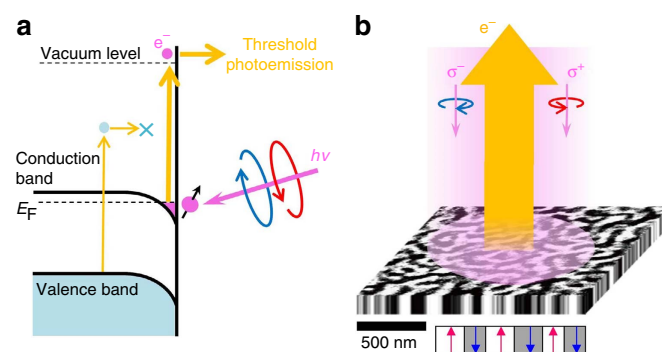 a
Vacuum level
e⁻
Threshold
photoemission
Conduction
band
hν
E_F
Valence band
b
e⁻
σ⁻
σ⁺
500 nm